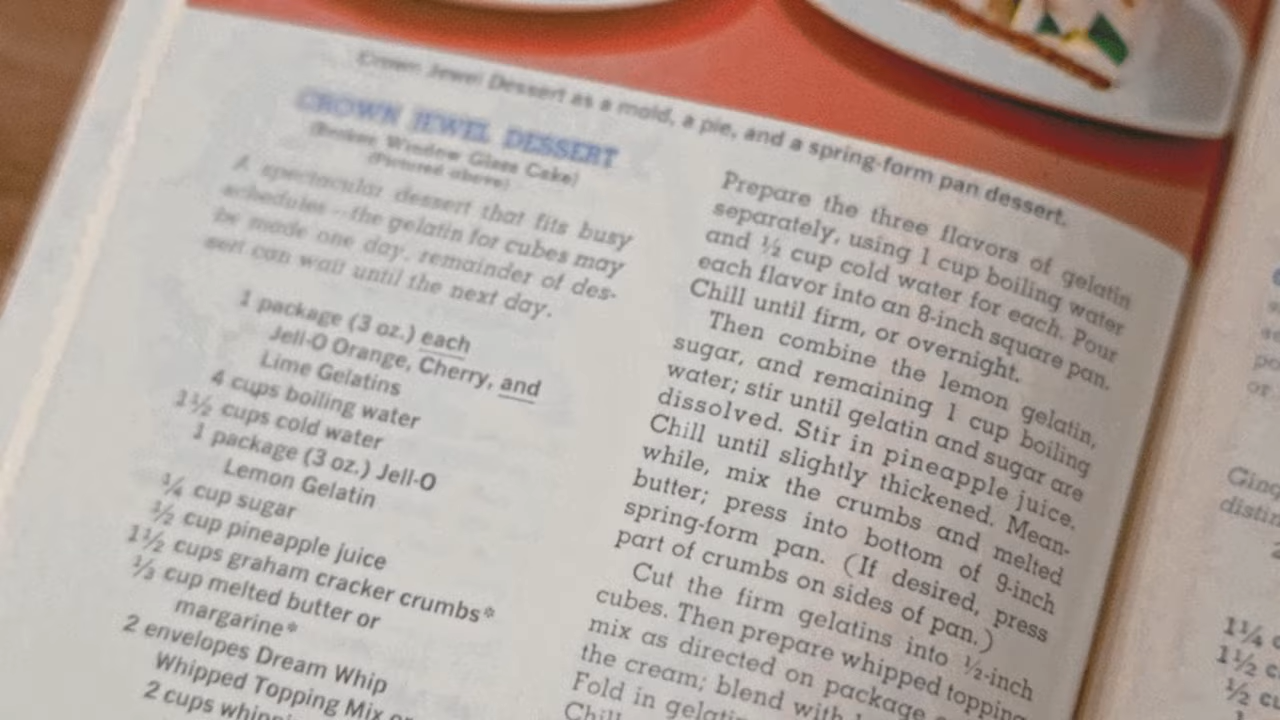 Crown Jewel Dessert as a mold, a pie, and a spring-form pan dessert.
CROWN JEWEL DESSERT
(Broken Window Glass Cake)
(Pictured above)
A spectacular dessert that fits busy
schedules—the gelatin for cubes may
be made one day, remainder of des-
sert can wait until the next day.
1 package (3 oz.) each
Jell-O Orange, Cherry, and
Lime Gelatins
4 cups boiling water
1½ cups cold water
1 package (3 oz.) Jell-O
Lemon Gelatin
¼ cup sugar
½ cup pineapple juice
1½ cups graham cracker crumbs*
⅓ cup melted butter or
margarine*
2 envelopes Dream Whip
Whipped Topping Mix or
2 cups
Prepare the three flavors of gelatin
separately, using 1 cup boiling water
and ½ cup cold water for each. Pour
each flavor into an 8-inch square pan.
Chill until firm, or overnight.
Then combine the lemon gelatin,
sugar, and remaining 1 cup boiling
water; stir until gelatin and sugar are
dissolved. Stir in pineapple juice.
Chill until slightly thickened. Mean-
while, mix the crumbs and melted
butter; press into bottom of 9-inch
spring-form pan. (If desired, press
part of crumbs on sides of pan.)
Cut the firm gelatins into ½-inch
cubes. Then prepare whipped topping
mix as directed on package
the cream; blend with
Fold in
Chill
or
1¼
1½
½